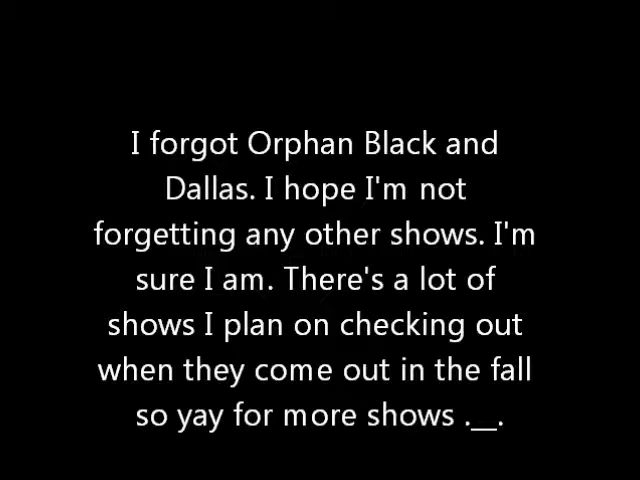 I forgot Orphan Black and
Dallas. I hope I'm not
forgetting any other shows. I'm
sure I am. There's a lot of
shows I plan on checking out
when they come out in the fall
so yay for more shows .__.